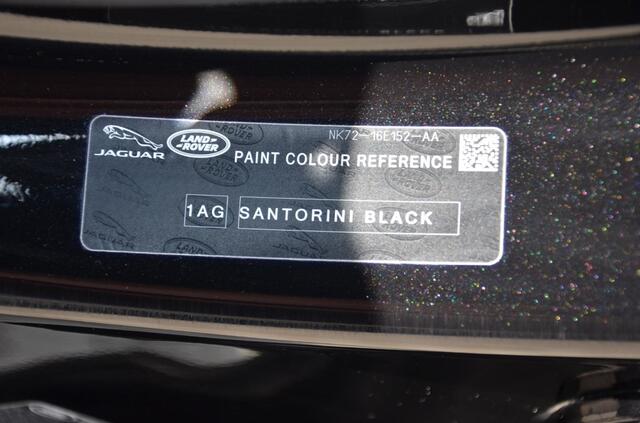 NK72-16E152-AA
JAGUAR
LAND-
ROVER
PAINT COLOUR REFERENCE
1AG SANTORINI BLACK